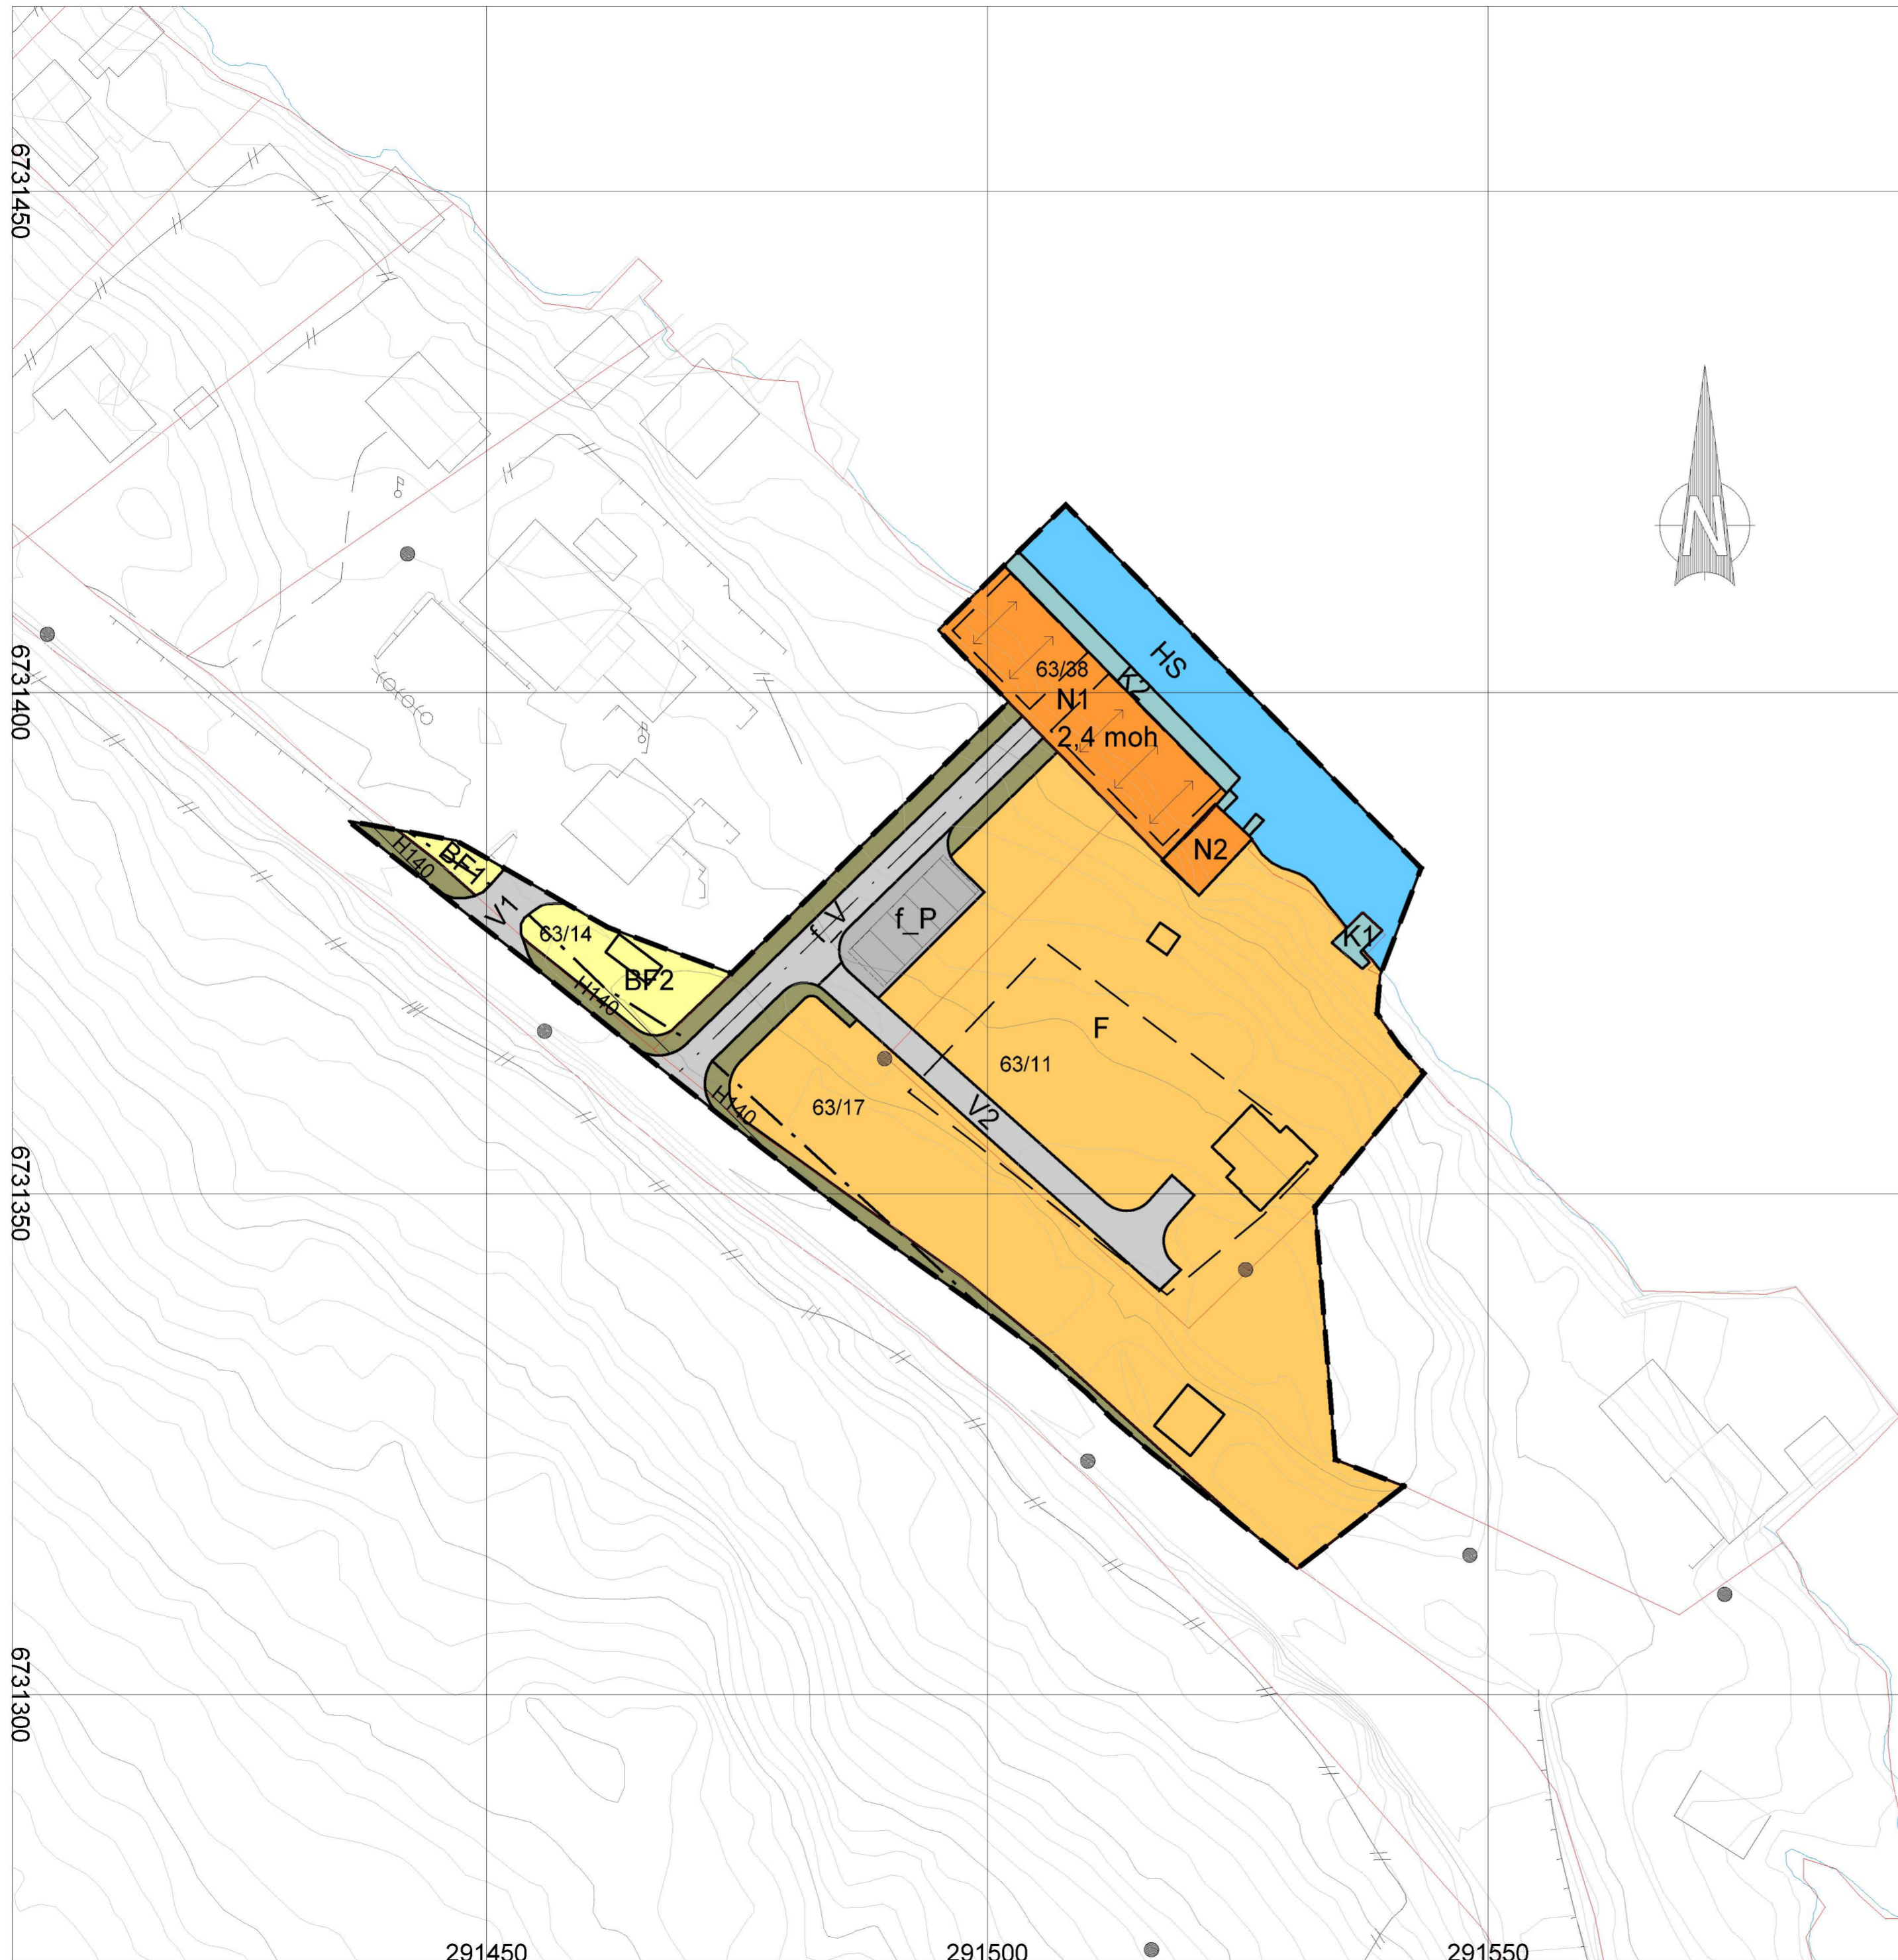 6731450
N
HS
63/38
K2
N1
6731400
2,4 moh
BF1
H140
N2
V1
f_V
f_P
63/14
K1
BF2
H140
F
63/11
H140
63/17
V2
6731350
6731300
291450
291500
291550